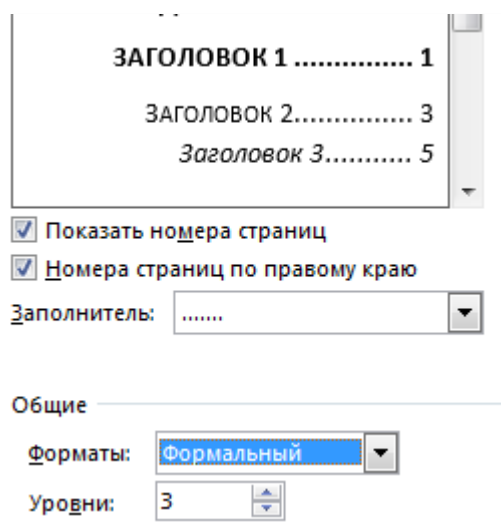 ЗАГОЛОВОК 1 ............... 1
ЗАГОЛОВОК 2............... 3
Заголовок 3........... 5
Показать номера страниц
Номера страниц по правому краю
Заполнитель: .......
Общие
Форматы: Формальный
Уровни: 3